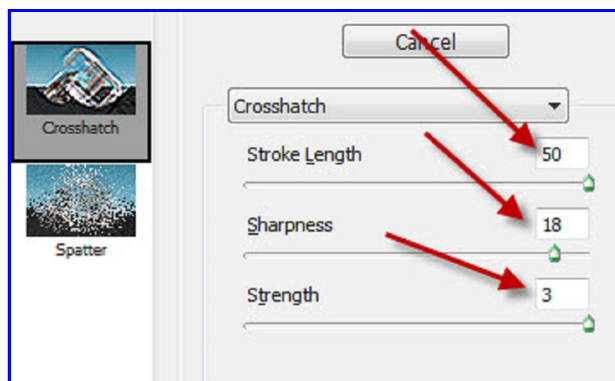 Crosshatch
Spatter
Cancel
Crosshatch
Stroke Length
50
Sharpness
18
Strength
3